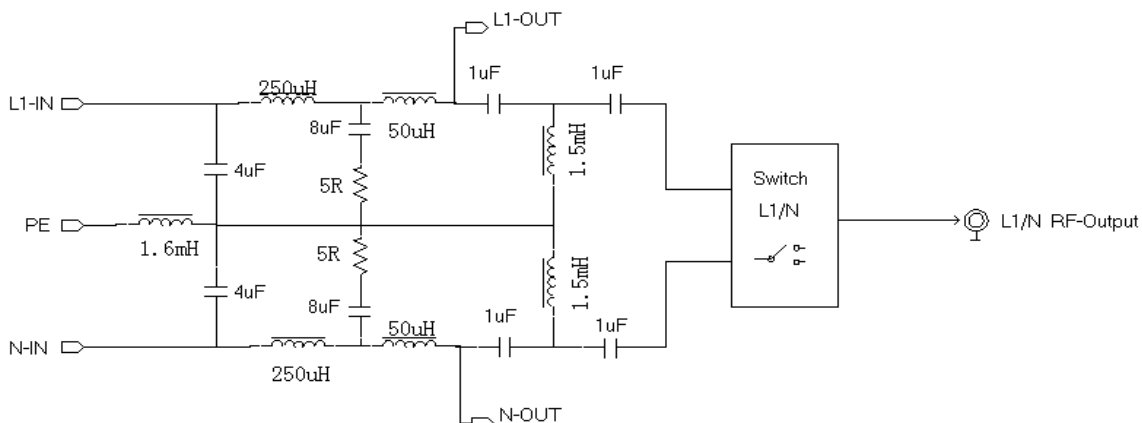 L1-OUT
1uF
1uF
250uH
L1-IN
8uF
50uH
1.5mH
4uF
5R
Switch
L1/N
PE
L1/N RF-Output
1.6mH
5R
1.5mH
4uF
8uF
50uH
1uF
1uF
N-IN
250uH
N-OUT